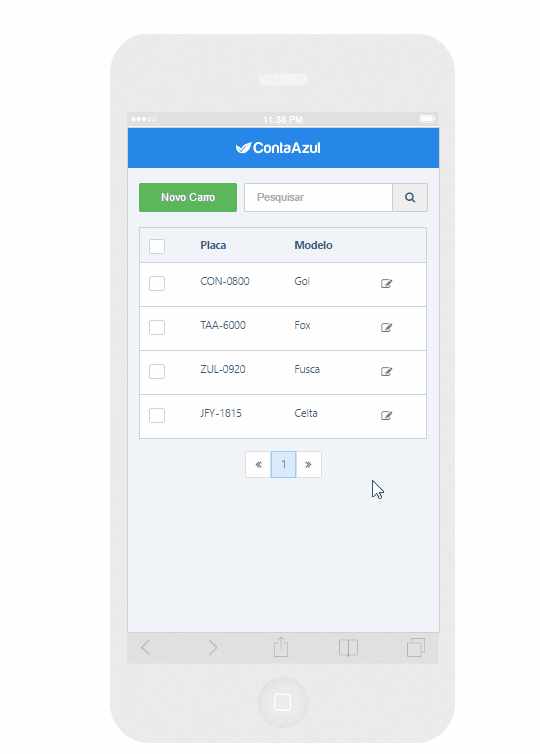 11:38 PM
ContaAzul
Novo Carro Pesquisar
Placa Modelo
CON-0800 Gol
TAA-6000 Fox
ZUL-0920 Fusca
JFY-1815 Celta
« 1 »